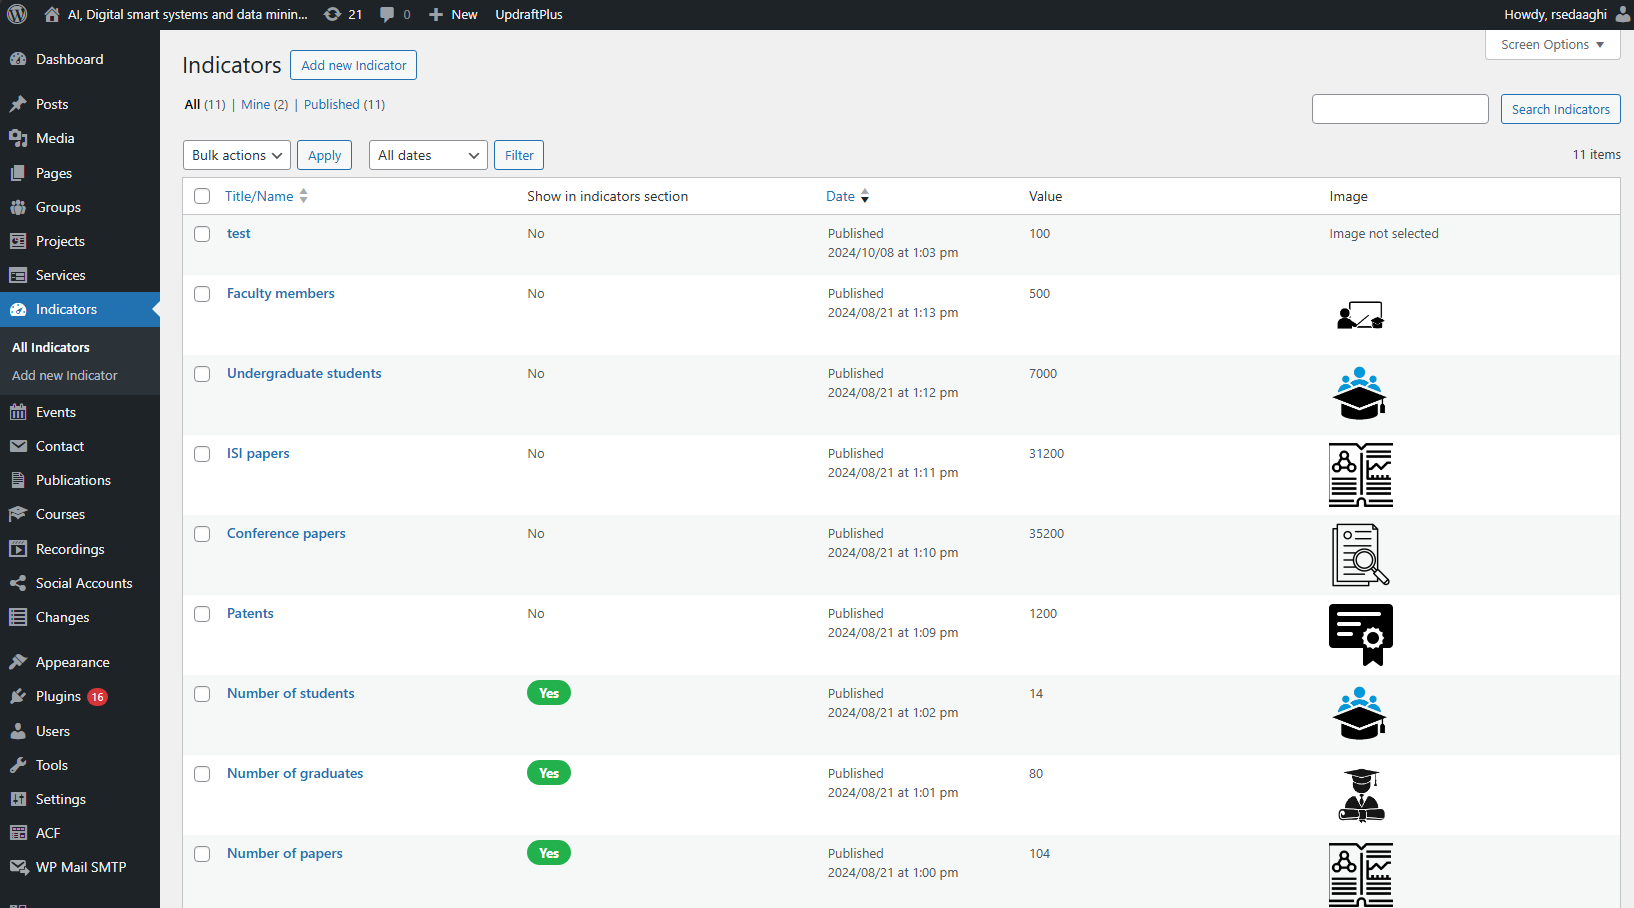 AI, Digital smart systems and data minin... 21 0 New UpdraftPlus Howdy, rsedaaghi
Screen Options
Dashboard
Posts
Media
Pages
Groups
Projects
Services
Indicators
All Indicators
Add new Indicator
Events
Contact
Publications
Courses
Recordings
Social Accounts
Changes
Appearance
Plugins 16
Users
Tools
Settings
ACF
WP Mail SMTP
Indicators Add new Indicator
All (11) | Mine (2) | Published (11)
Search Indicators
Bulk actions Apply All dates Filter 11 items
Title/Name Show in indicators section Date Value Image
test No Published 100 Image not selected
2024/10/08 at 1:03 pm
Faculty members No Published 500
2024/08/21 at 1:13 pm
Undergraduate students No Published 7000
2024/08/21 at 1:12 pm
ISI papers No Published 31200
2024/08/21 at 1:11 pm
Conference papers No Published 35200
2024/08/21 at 1:10 pm
Patents No Published 1200
2024/08/21 at 1:09 pm
Number of students Yes Published 14
2024/08/21 at 1:02 pm
Number of graduates Yes Published 80
2024/08/21 at 1:01 pm
Number of papers Yes Published 104
2024/08/21 at 1:00 pm